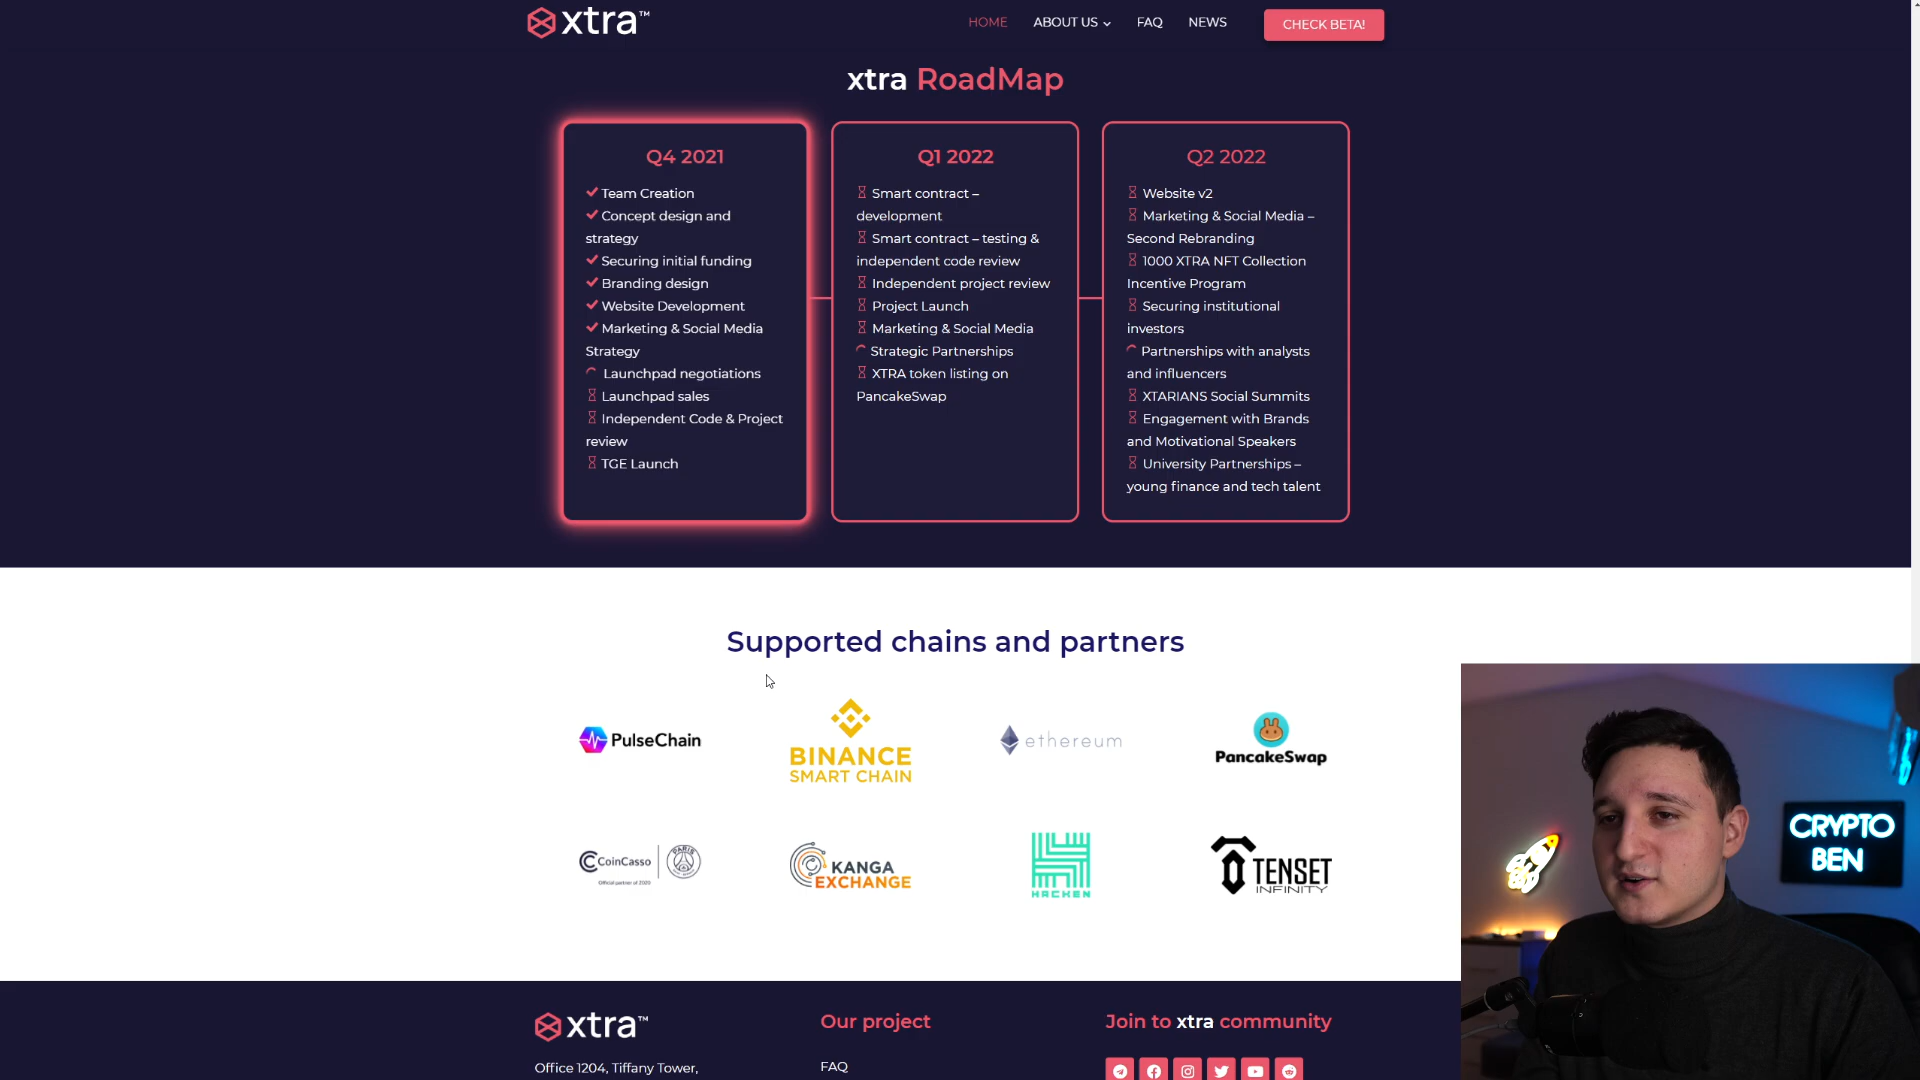 xtra™
HOME
ABOUT US
FAQ
NEWS
CHECK BETA!
xtra RoadMap
Q4 2021
Team Creation
Concept design and
strategy
Securing initial funding
Branding design
Website Development
Marketing & Social Media
Strategy
Launchpad negotiations
Launchpad sales
Independent Code & Project
review
TGE Launch
Q1 2022
Smart contract –
development
Smart contract – testing &
independent code review
Independent project review
Project Launch
Marketing & Social Media
Strategic Partnerships
XTRA token listing on
PancakeSwap
Q2 2022
Website v2
Marketing & Social Media –
Second Rebranding
1000 XTRA NFT Collection
Incentive Program
Securing institutional
investors
Partnerships with analysts
and influencers
XTARIANS Social Summits
Engagement with Brands
and Motivational Speakers
University Partnerships –
young finance and tech talent
Supported chains and partners
PulseChain
BINANCE
SMART CHAIN
ethereum
PancakeSwap
CoinCasso
PARIS
KANGA
EXCHANGE
HACKEN
TENSET
INFINITY
CRYPTO
BEN
xtra™
Office 1204, Tiffany Tower,
Our project
FAQ
Join to xtra community